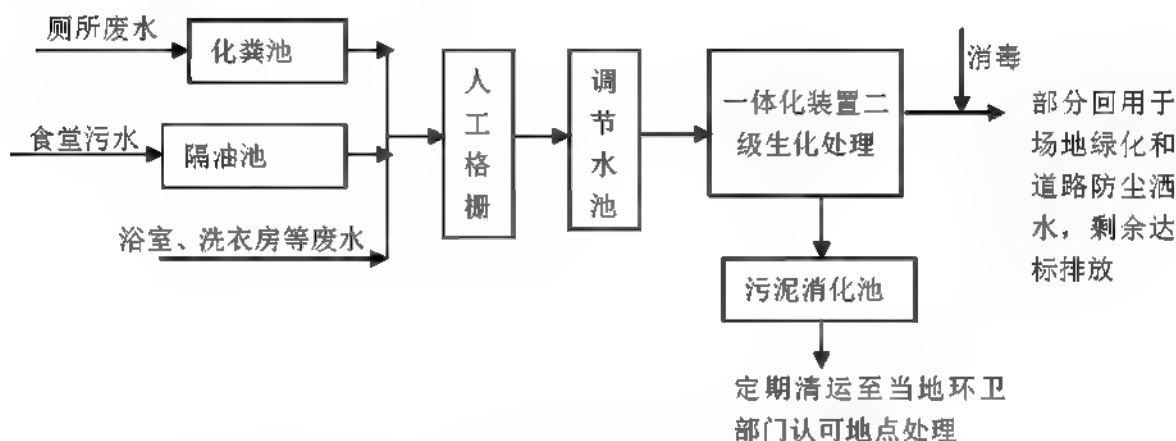 厕所废水
化粪池
食堂污水
隔油池
浴室、洗衣房等废水
人
工
格
栅
调
节
水
池
一体化装置二
级生化处理
消毒
部分回用于
场地绿化和
道路防尘洒
水，剩余达
标排放
污泥消化池
定期清运至当地环卫
部门认可地点处理